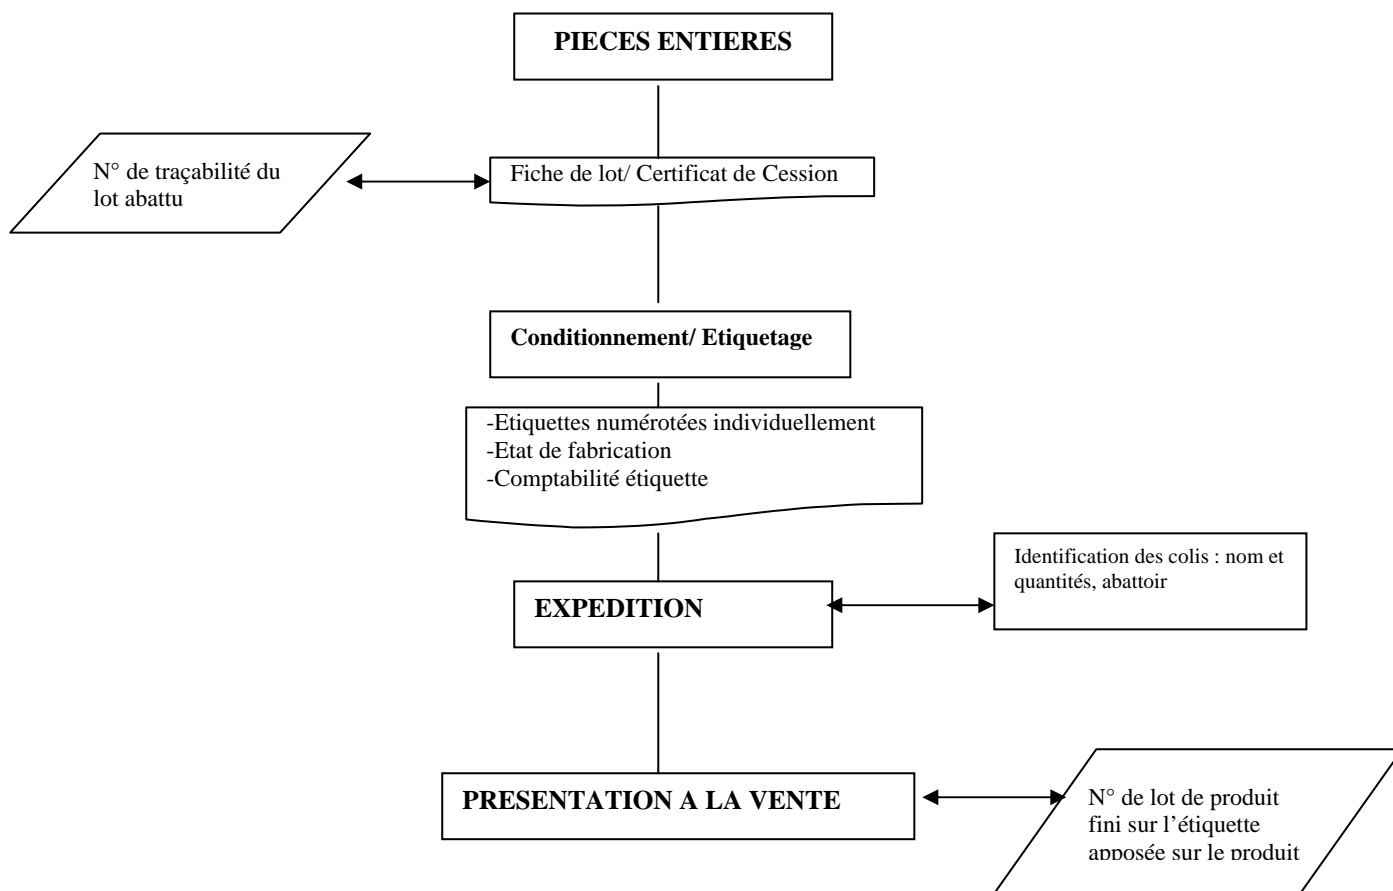 PIECES ENTIERES
N° de traçabilité du
lot abattu
Fiche de lot/ Certificat de Cession
Conditionnement/ Etiquetage
-Etiquettes numérotées individuellement
-Etat de fabrication
-Comptabilité étiquette
Identification des colis : nom et
quantités, abattoir
EXPEDITION
PRESENTATION A LA VENTE
N° de lot de produit
fini sur l’étiquette
apposée sur le produit